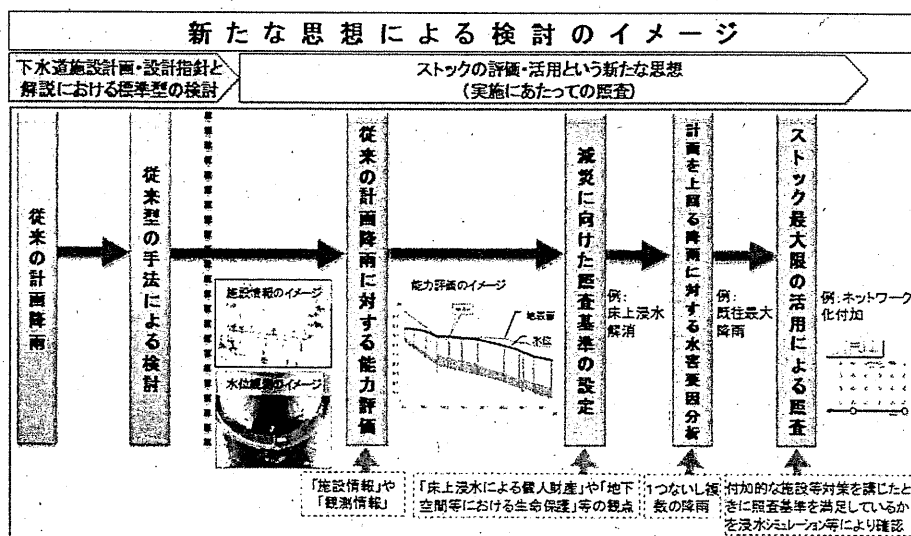 新たな思想による検討のイメージ
下水道施設計画・設計指針と
解説における標準型の検討
ストックの評価・活用という新たな思想
(実施にあたっての照査)
従来の計画降雨
従来型の手法による検討
施設情報のイメージ
水位観測のイメージ
従来の計画降雨に対する能力評価
能力評価のイメージ
地表面
水位
減災に向けた照査基準の設定
例:
床上浸水
解消
計画を上回る降雨に対する水害要因分析
例:
既往最大
降雨
ストック最大限の活用による照査
例:ネットワーク
化付加
「施設情報」や
「観測情報」
「床上浸水による個人財産」や「地下
空間等における生命保護」等の観点
1つないし複
数の降雨
付加的な施設等対策を講じたと
きに照査基準を満足しているか
を浸水シミュレーション等により確認